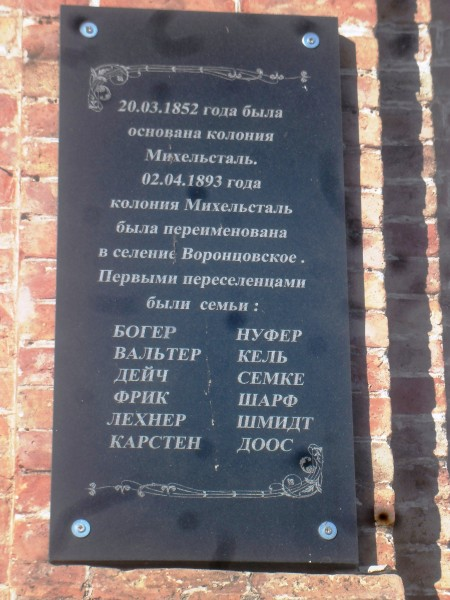 20.03.1852 года была
основана колония
Михельсталь.
02.04.1893 года
колония Михельсталь
была переименована
в селение Воронцовское .
Первыми переселенцами
были семьи :
БОГЕР НУФЕР
ВАЛЬТЕР КЕЛЬ
ДЕЙЧ СЕМКЕ
ФРИК ШАРФ
ЛЕХНЕР ШМИДТ
КАРСТЕН ДООС